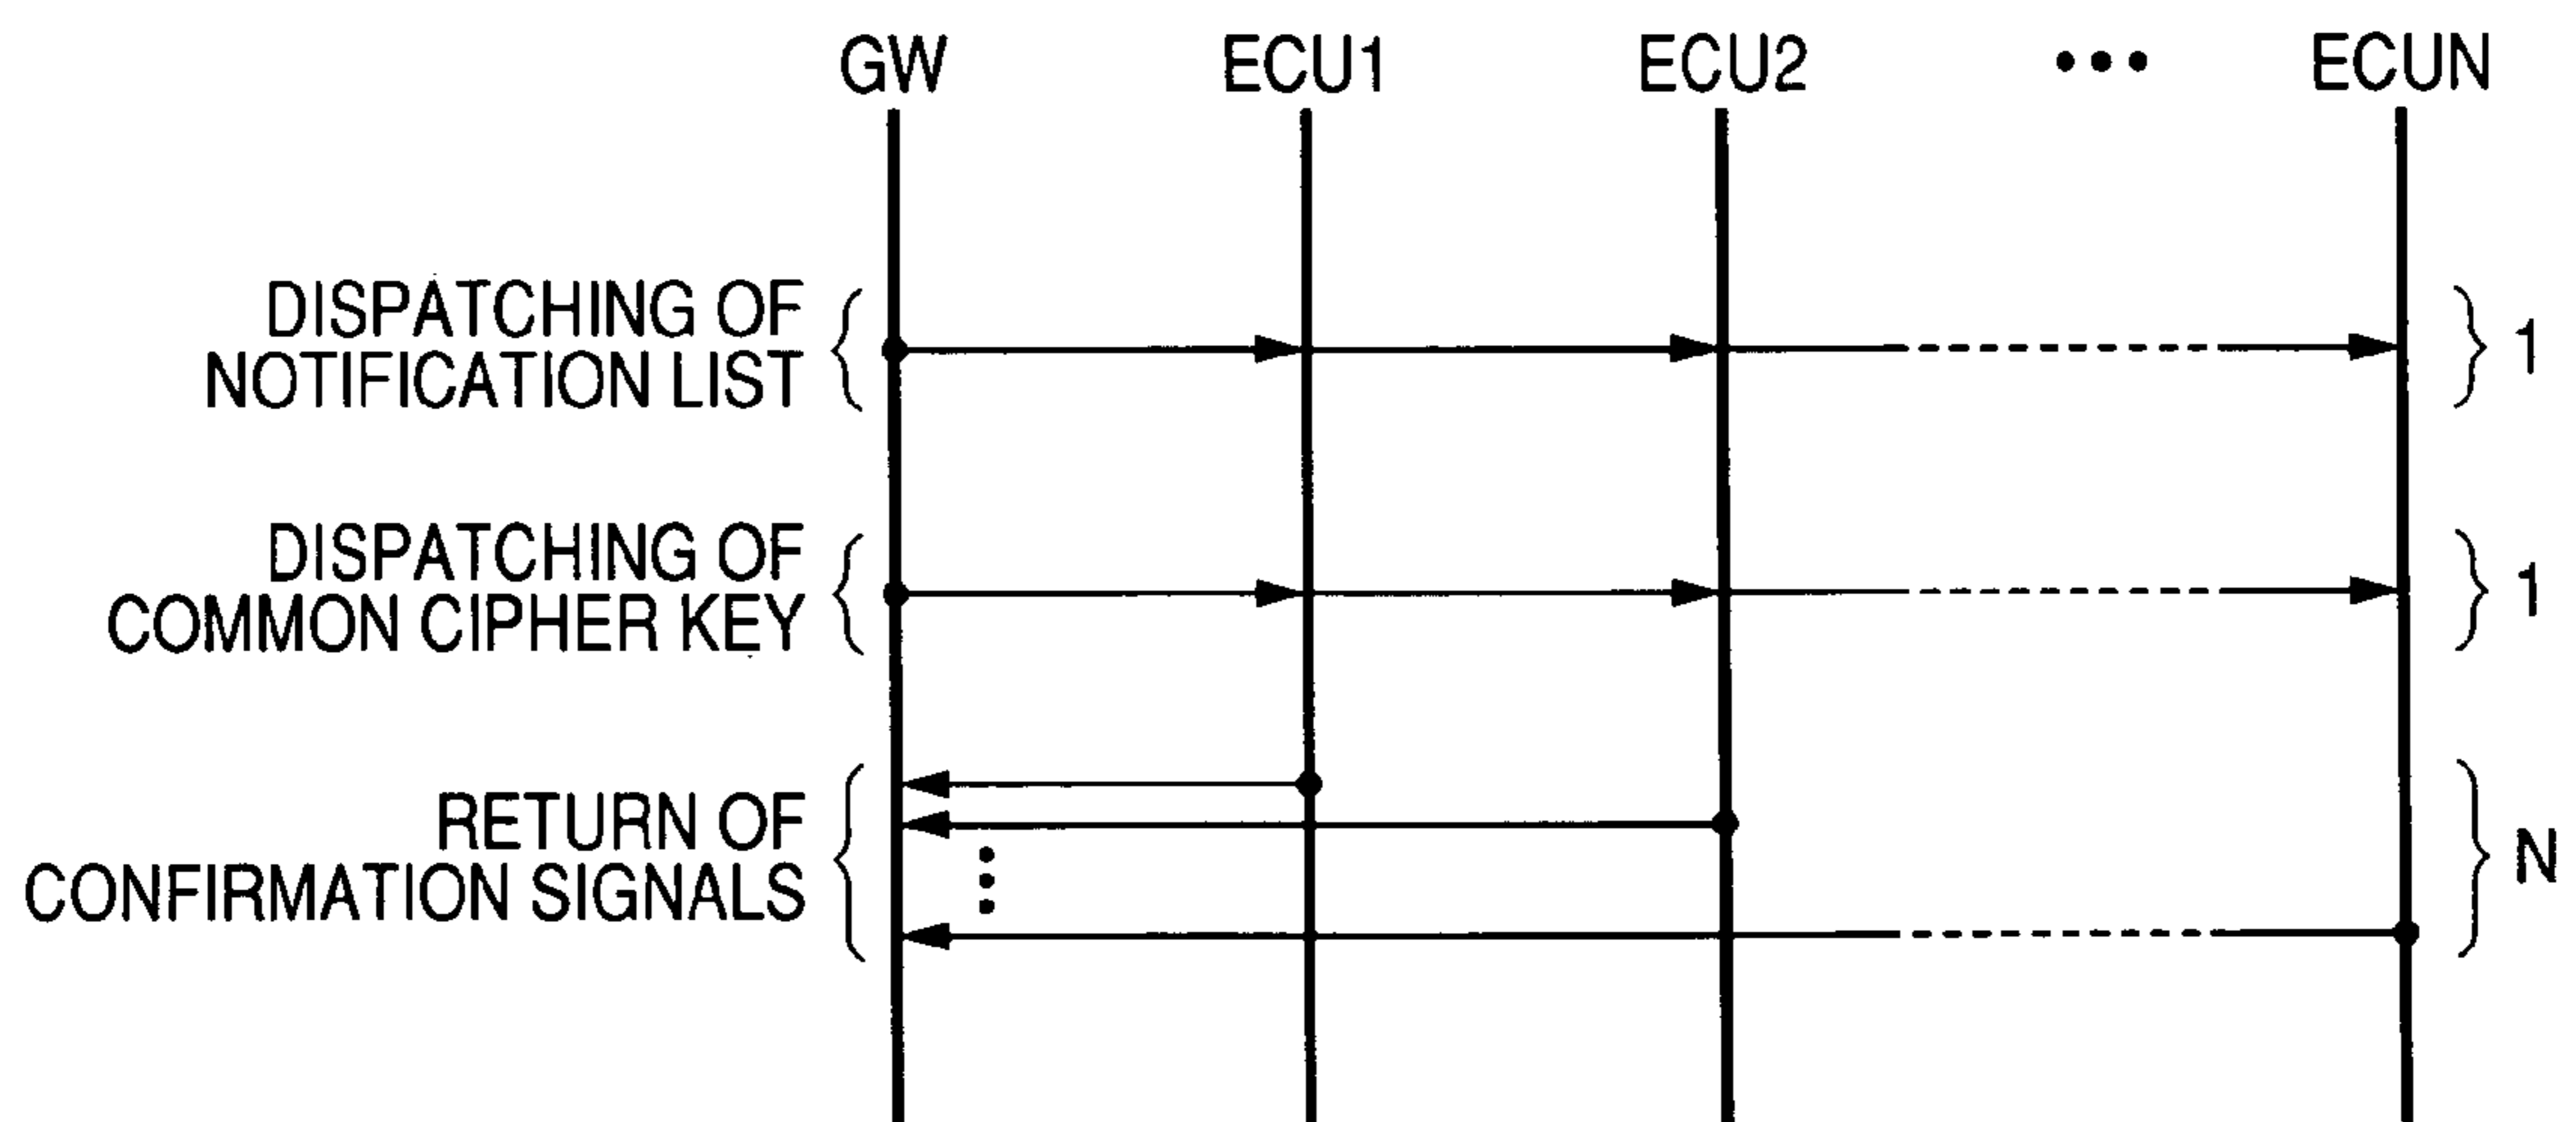 GW ECU1 ECU2 ••• ECUN
DISPATCHING OF
NOTIFICATION LIST
1
DISPATCHING OF
COMMON CIPHER KEY
1
RETURN OF
CONFIRMATION SIGNALS
N